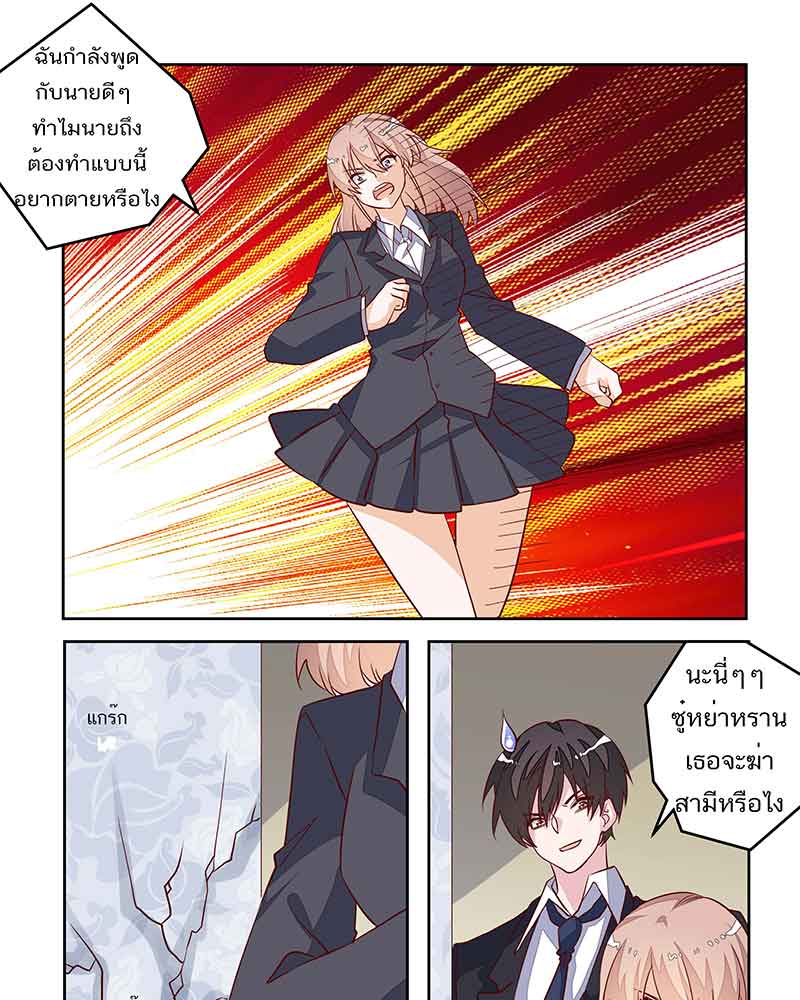 ฉันกำลังพูด
กับนายดีๆ
ทำไมนายถึง
ต้องทำแบบนี้
อยากตายหรือไง
แกร๊ก
นะนี่ๆๆ
ซู๋หย่าหราน
เธอจะฆ่า
สามีหรือไง